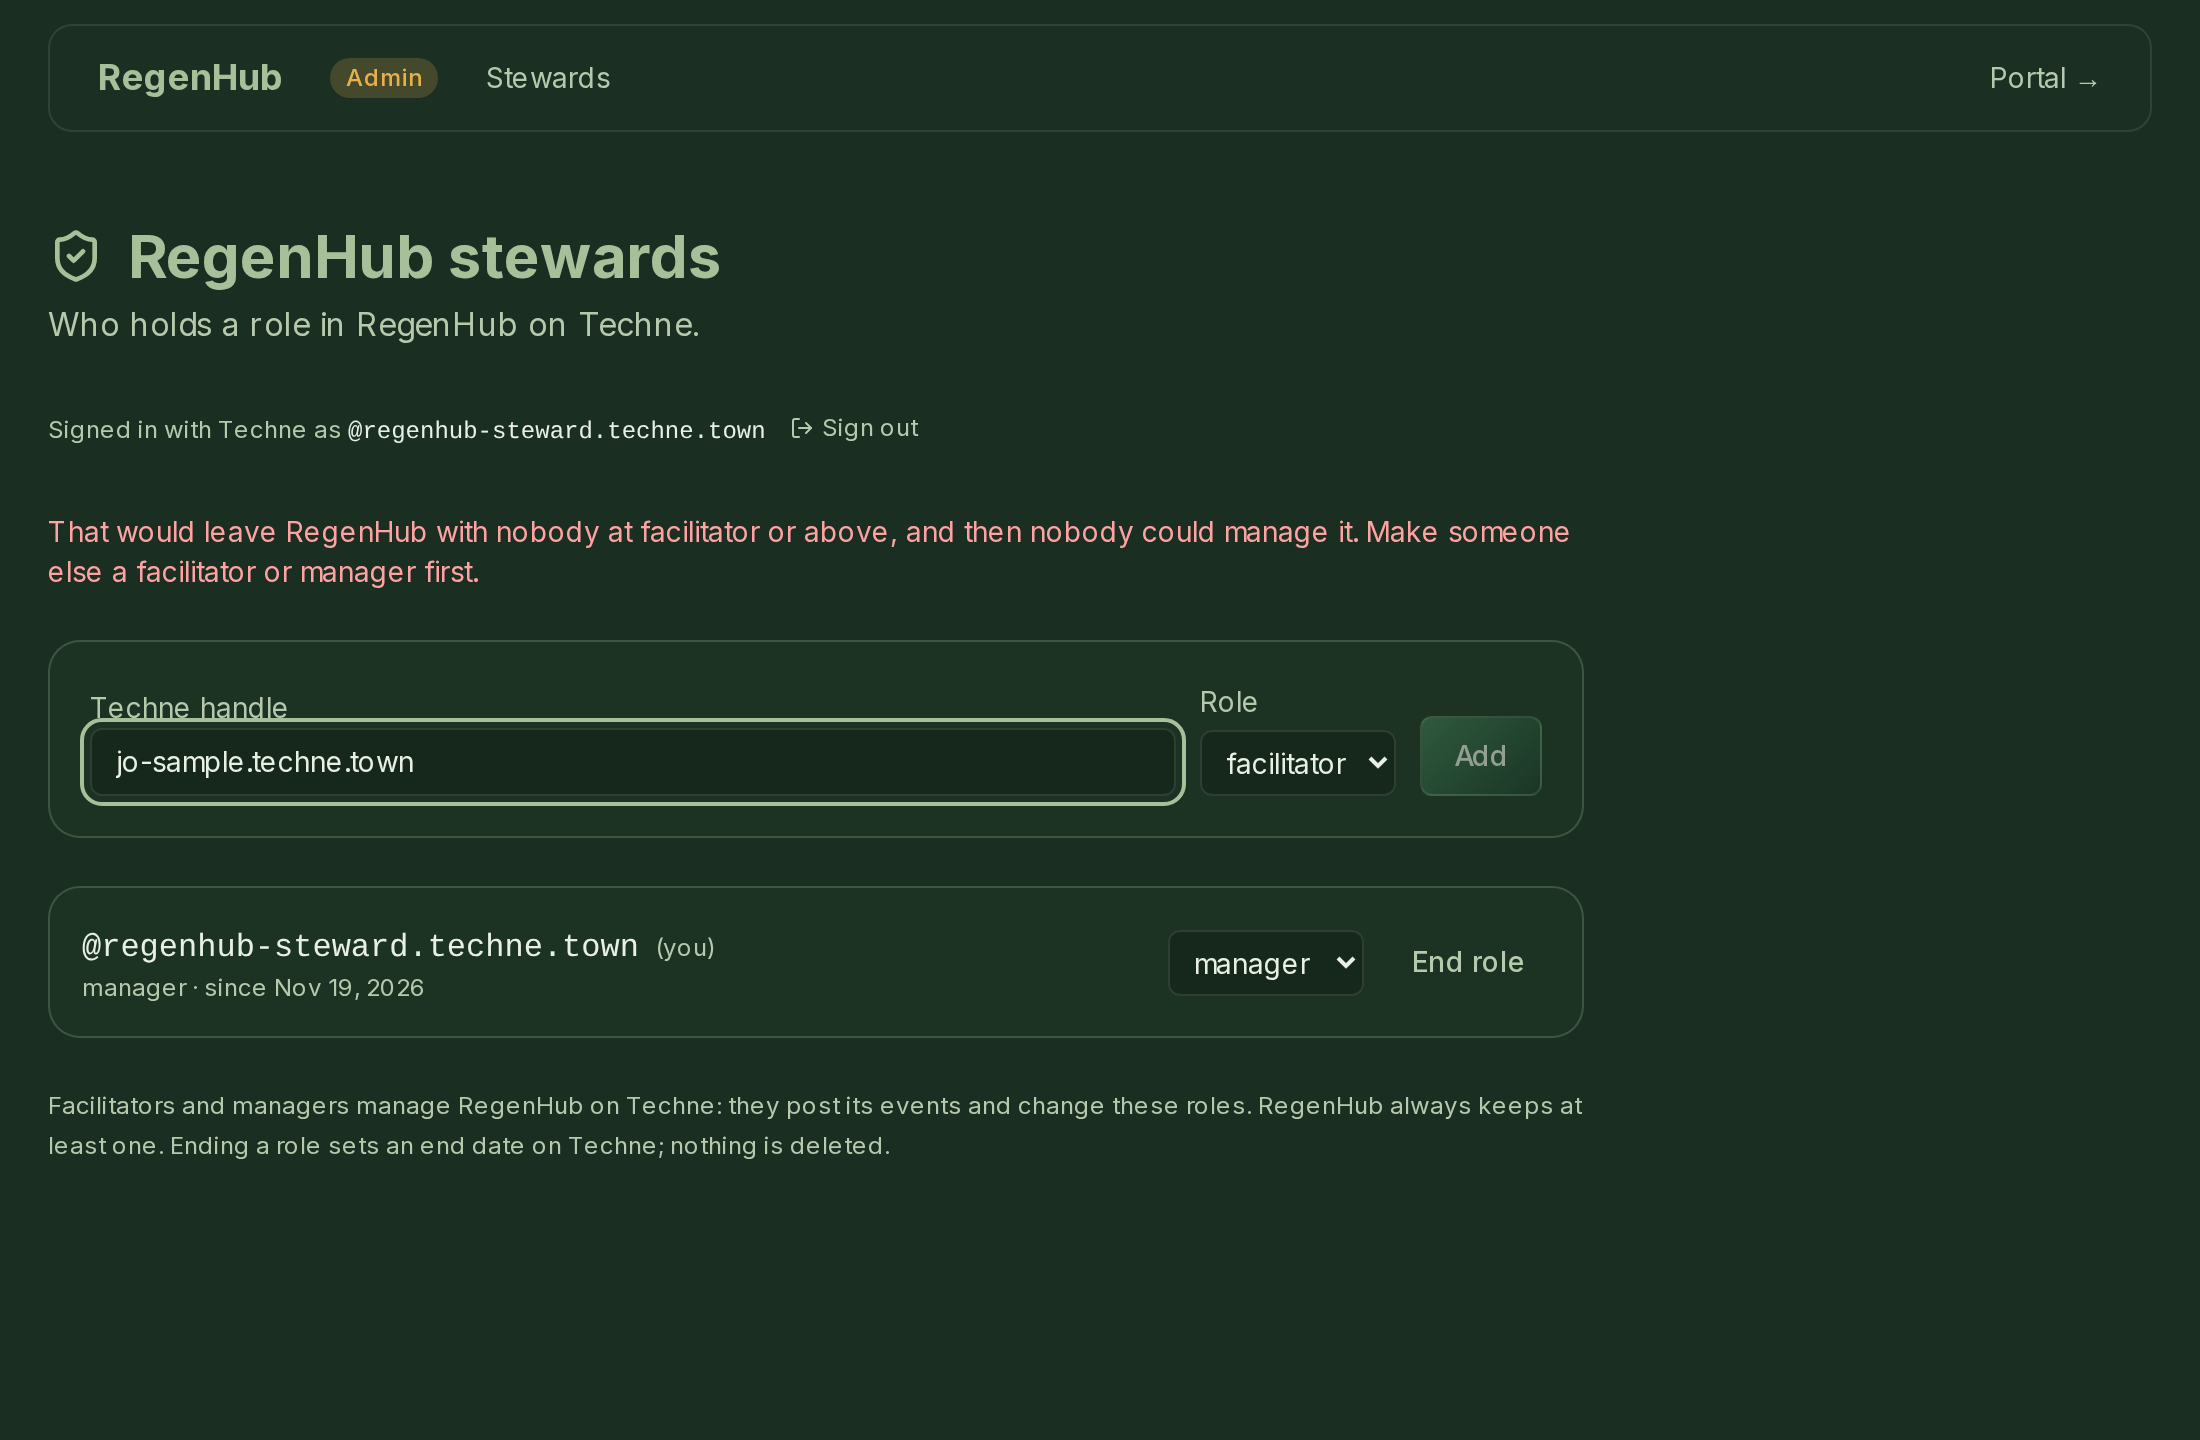 RegenHub Admin Stewards Portal →
RegenHub stewards
Who holds a role in RegenHub on Techne.
Signed in with Techne as @regenhub-steward.techne.town Sign out
That would leave RegenHub with nobody at facilitator or above, and then nobody could manage it. Make someone
else a facilitator or manager first.
Techne handle
Role
jo-sample.techne.town
facilitator
Add
@regenhub-steward.techne.town (you)
manager · since Nov 19, 2026
manager
End role
Facilitators and managers manage RegenHub on Techne: they post its events and change these roles. RegenHub always keeps at
least one. Ending a role sets an end date on Techne; nothing is deleted.